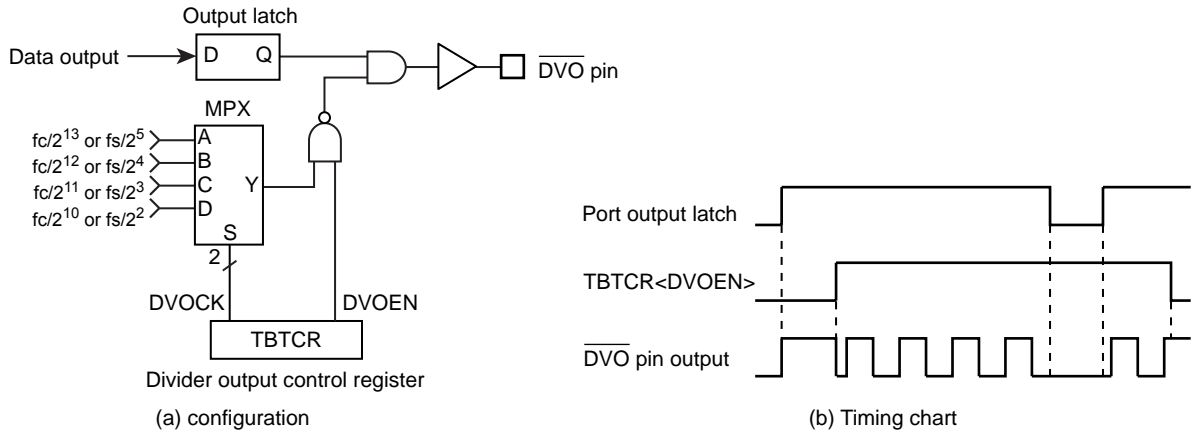 Output latch
Data output
D Q
DVO pin
MPX
fc/2^13 or fs/2^5
A
fc/2^12 or fs/2^4
B
fc/2^11 or fs/2^3
C
Y
fc/2^10 or fs/2^2
D
S
2
DVOCK
DVOEN
TBTCR
Divider output control register
(a) configuration
Port output latch
TBTCR<DVOEN>
DVO pin output
(b) Timing chart